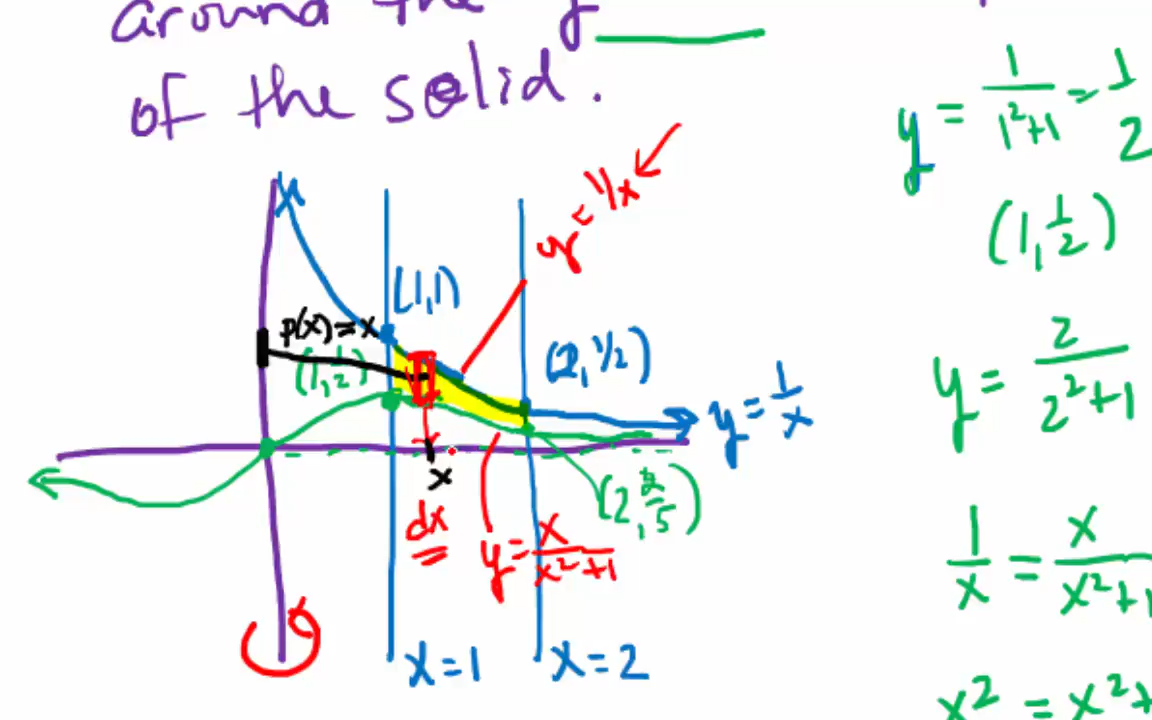 around the y
of the solid.
y = 1/(1²+1) = 1/2
(1, 1/2)
y = 2/(2²+1)
1/x = x/(x²+1
x² = x²+
y = 1/x
(1,1)
p(x) = x
(1, 1/2)
(2, 1/2)
y = 1/x
x
(2, 2/5)
dx
y = x/(x²+1)
x=1
x=2